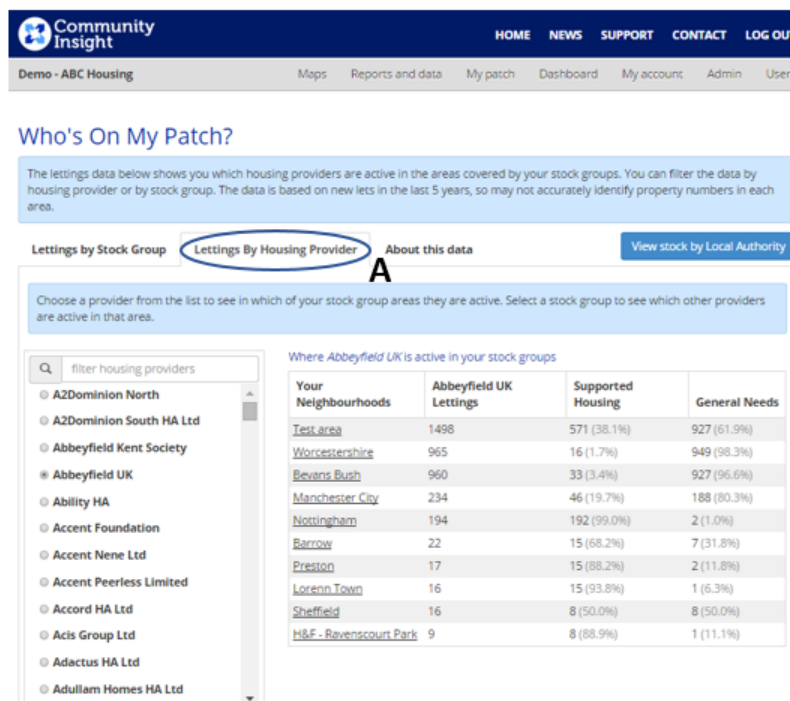 Community
Insight
HOME NEWS SUPPORT CONTACT LOG OU
Demo - ABC Housing Maps Reports and data My patch Dashboard My account Admin User
Who's On My Patch?
The lettings data below shows you which housing providers are active in the areas covered by your stock groups. You can filter the data by
housing provider or by stock group. The data is based on new lets in the last 5 years, so may not accurately identify property numbers in each
area.
Lettings by Stock Group Lettings By Housing Provider About this data View stock by Local Authority
A
Choose a provider from the list to see in which of your stock group areas they are active. Select a stock group to see which other providers
are active in that area.
filter housing providers
A2Dominion North
A2Dominion South HA Ltd
Abbeyfield Kent Society
Abbeyfield UK
Ability HA
Accent Foundation
Accent Nene Ltd
Accent Peerless Limited
Accord HA Ltd
Acis Group Ltd
Adactus HA Ltd
Adullam Homes HA Ltd
Where Abbeyfield UK is active in your stock groups
Your Neighbourhoods Abbeyfield UK Lettings Supported Housing General Needs
Test area 1498 571 (38.1%) 927 (61.9%)
Worcestershire 965 16 (1.7%) 949 (98.3%)
Bevans Bush 960 33 (3.4%) 927 (96.6%)
Manchester City 234 46 (19.7%) 188 (80.3%)
Nottingham 194 192 (99.0%) 2 (1.0%)
Barrow 22 15 (68.2%) 7 (31.8%)
Preston 17 15 (88.2%) 2 (11.8%)
Lorenn Town 16 15 (93.8%) 1 (6.3%)
Sheffield 16 8 (50.0%) 8 (50.0%)
H&F - Ravenscourt Park 9 8 (88.9%) 1 (11.1%)